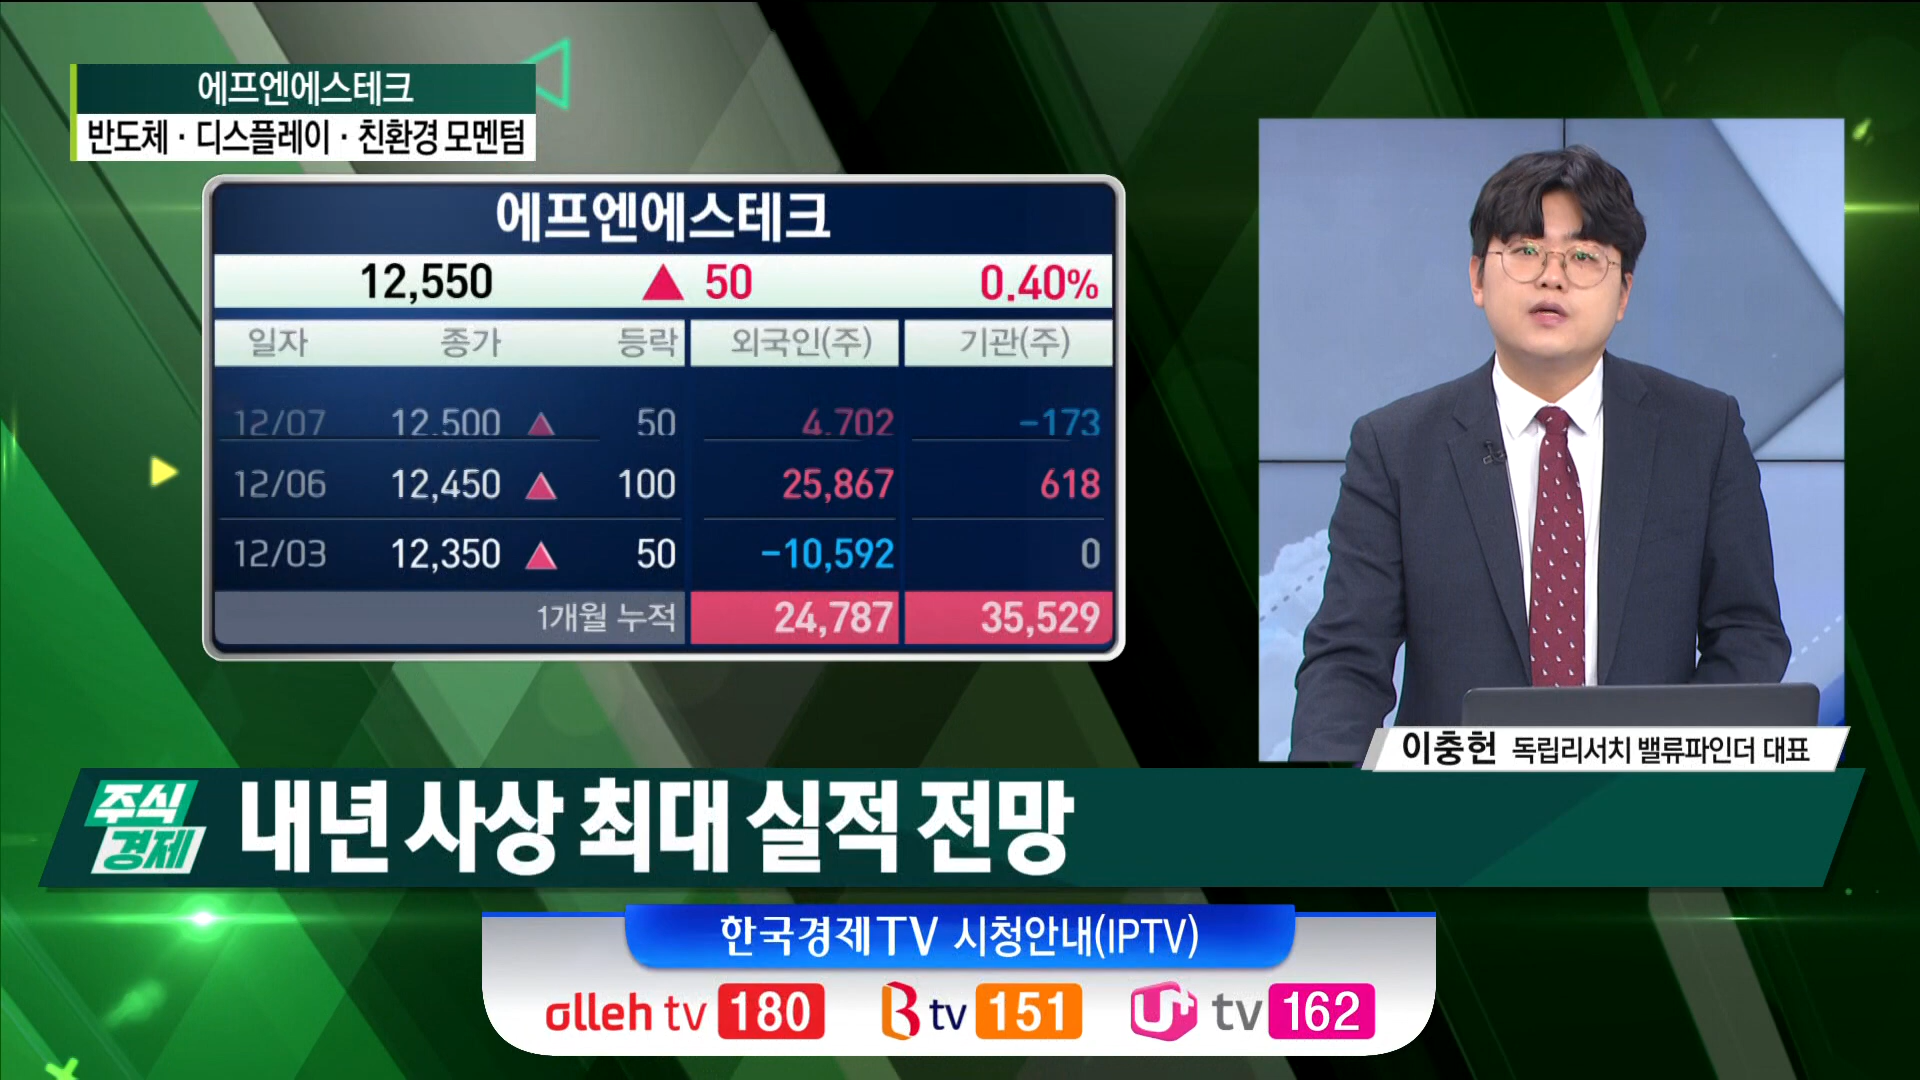 에프엔에스테크
반도체 · 디스플레이 · 친환경 모멘텀
에프엔에스테크
12,550 ▲ 50 0.40%
일자 종가 등락 외국인(주) 기관(주)
12/07 12,500 ▲ 50 4,702 -173
12/06 12,450 ▲ 100 25,867 618
12/03 12,350 ▲ 50 -10,592 0
1개월 누적 24,787 35,529
이충헌 독립리서치 밸류파인더 대표
주식
경제
내년 사상 최대 실적 전망
한국경제TV 시청안내(IPTV)
olleh tv 180 B tv 151 U+ tv 162